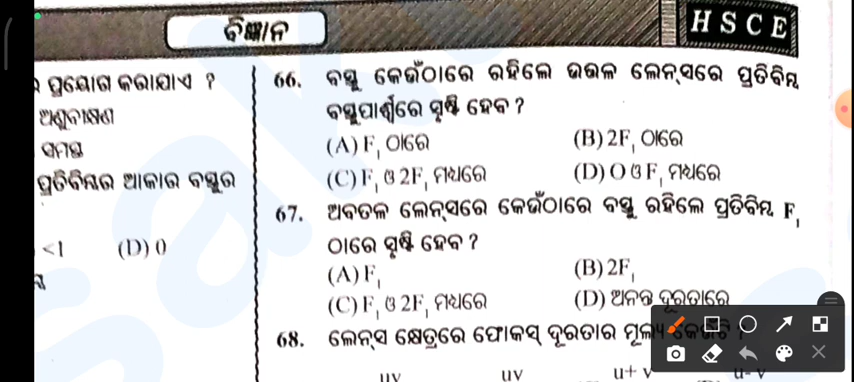 ବିଜ୍ଞାନ
HSCE
ପ୍ରୟୋଗ କରାଯାଏ ?
ଅଣୁବୀକ୍ଷଣ
ସମସ୍ତ
ପ୍ରତିବିମ୍ବର ଆକାର ବସ୍ତୁର
<1 (D) 0
66. ବସ୍ତୁ କେଉଁଠାରେ ରହିଲେ ଉତ୍ତଳ ଲେନ୍ସରେ ପ୍ରତିବିମ୍ବ
ବସ୍ତୁପାର୍ଶ୍ୱରେ ସୃଷ୍ଟି ହେବ ?
(A) F₁ ଠାରେ (B) 2F₁ ଠାରେ
(C) F₁ ଓ 2F₁ ମଧ୍ୟରେ (D) O ଓ F₁ ମଧ୍ୟରେ
67. ଅବତଳ ଲେନ୍ସରେ କେଉଁଠାରେ ବସ୍ତୁ ରହିଲେ ପ୍ରତିବିମ୍ବ F₁
ଠାରେ ସୃଷ୍ଟି ହେବ ?
(A) F₁ (B) 2F₁
(C) F₁ ଓ 2F₁ ମଧ୍ୟରେ (D) ଅନନ୍ତ ଦୂରତାରେ
68. ଲେନ୍ସ କ୍ଷେତ୍ରରେ ଫୋକସ୍ ଦୂରତାର ମୂଲ୍ୟ କେଉଁଟି ?
uv uv u+v u-v